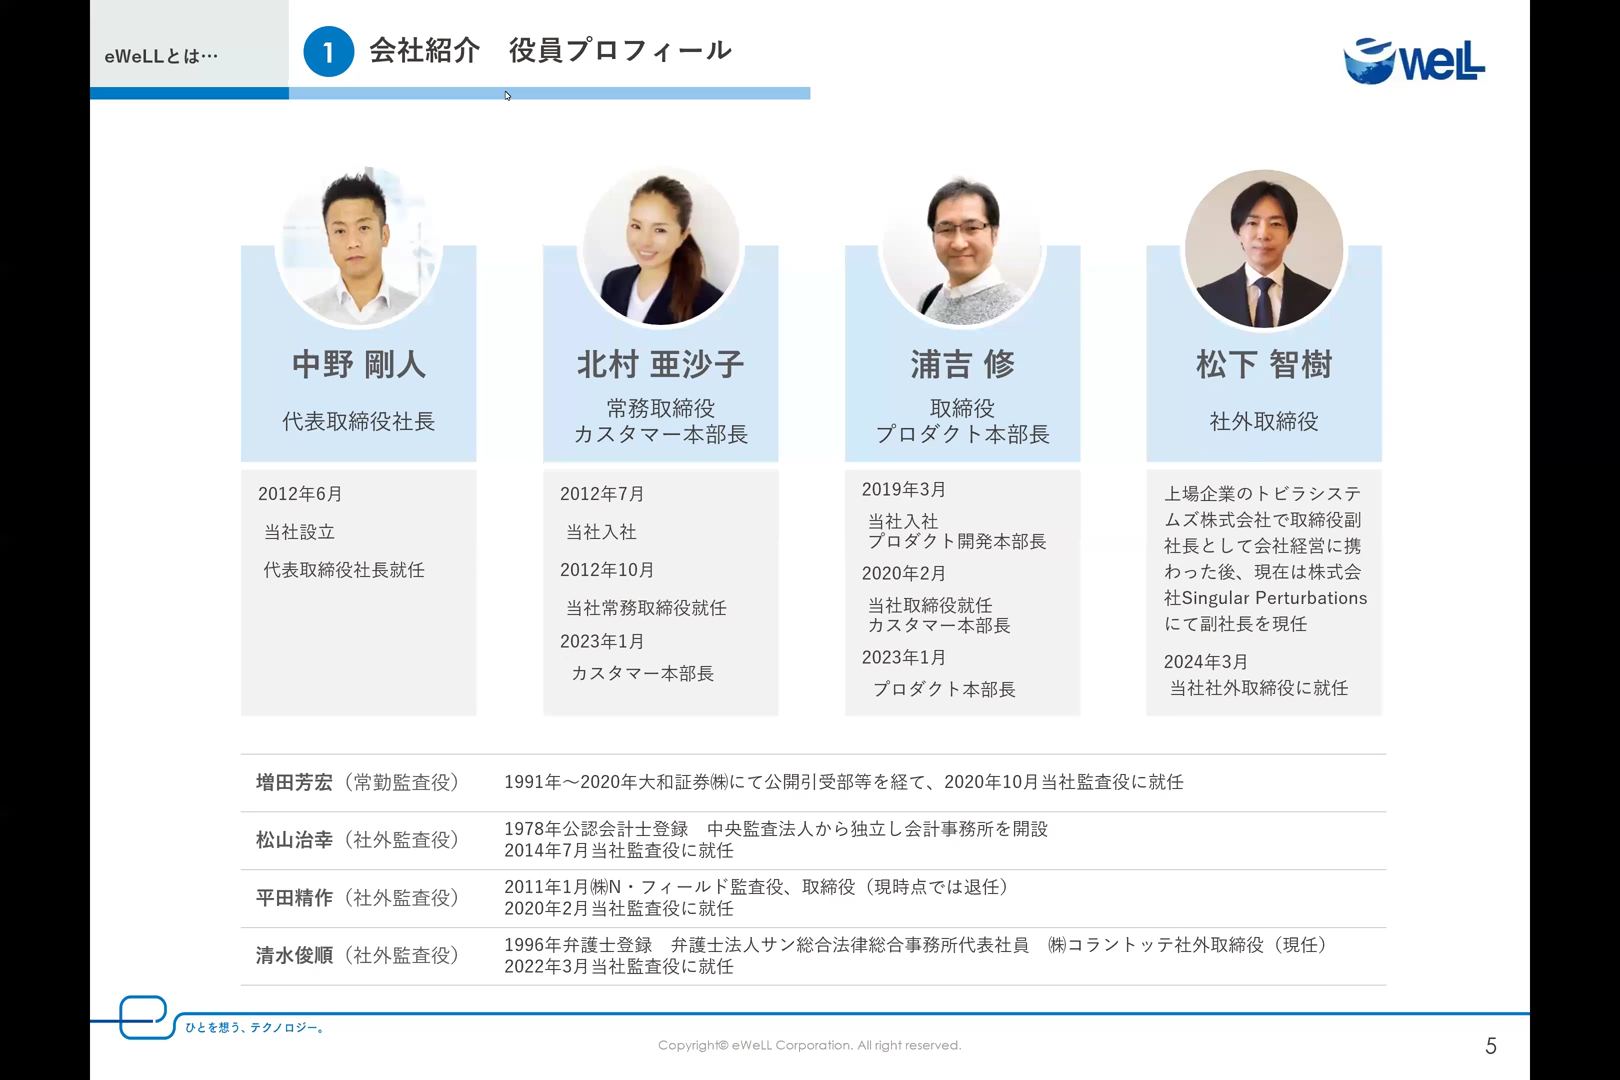 eWeLLとは…
1
会社紹介　役員プロフィール
WeLL
中野 剛人
代表取締役社長
2012年6月
当社設立
代表取締役社長就任
北村 亜沙子
常務取締役
カスタマー本部長
2012年7月
当社入社
2012年10月
当社常務取締役就任
2023年1月
カスタマー本部長
浦吉 修
取締役
プロダクト本部長
2019年3月
当社入社
プロダクト開発本部長
2020年2月
当社取締役就任
カスタマー本部長
2023年1月
プロダクト本部長
松下 智樹
社外取締役
上場企業のトビラシステ
ムズ株式会社で取締役副
社長として会社経営に携
わった後、現在は株式会
社Singular Perturbations
にて副社長を現任
2024年3月
当社社外取締役に就任
増田芳宏（常勤監査役） 1991年～2020年大和証券㈱にて公開引受部等を経て、2020年10月当社監査役に就任
松山治幸（社外監査役） 1978年公認会計士登録　中央監査法人から独立し会計事務所を開設
2014年7月当社監査役に就任
平田精作（社外監査役） 2011年1月㈱N・フィールド監査役、取締役（現時点では退任）
2020年2月当社監査役に就任
清水俊順（社外監査役） 1996年弁護士登録　弁護士法人サン総合法律総合事務所代表社員　㈱コラントッテ社外取締役（現任）
2022年3月当社監査役に就任
ひとを想う、テクノロジー。
Copyright© eWeLL Corporation. All right reserved.
5